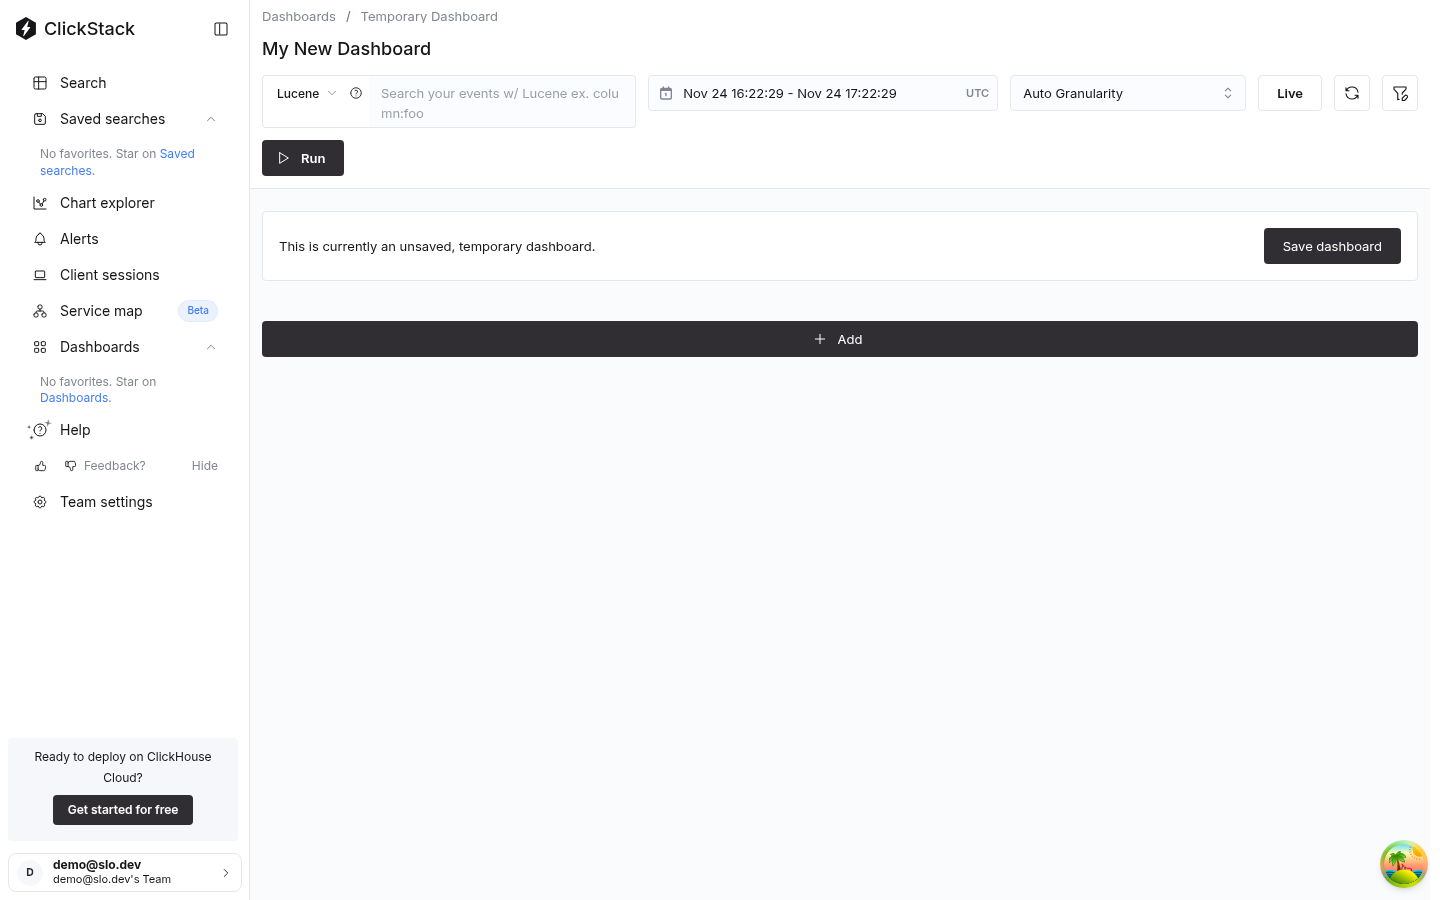 ClickStack
Search
Saved searches
No favorites. Star on Saved
searches.
Chart explorer
Alerts
Client sessions
Service map
Beta
Dashboards
No favorites. Star on
Dashboards.
Help
Feedback?
Hide
Team settings
Ready to deploy on ClickHouse
Cloud?
Get started for free
D
demo@slo.dev
demo@slo.dev's Team
Dashboards / Temporary Dashboard
My New Dashboard
Lucene
Search your events w/ Lucene ex. colu
mn:foo
Nov 24 16:22:29 - Nov 24 17:22:29
UTC
Auto Granularity
Live
Run
This is currently an unsaved, temporary dashboard.
Save dashboard
Add